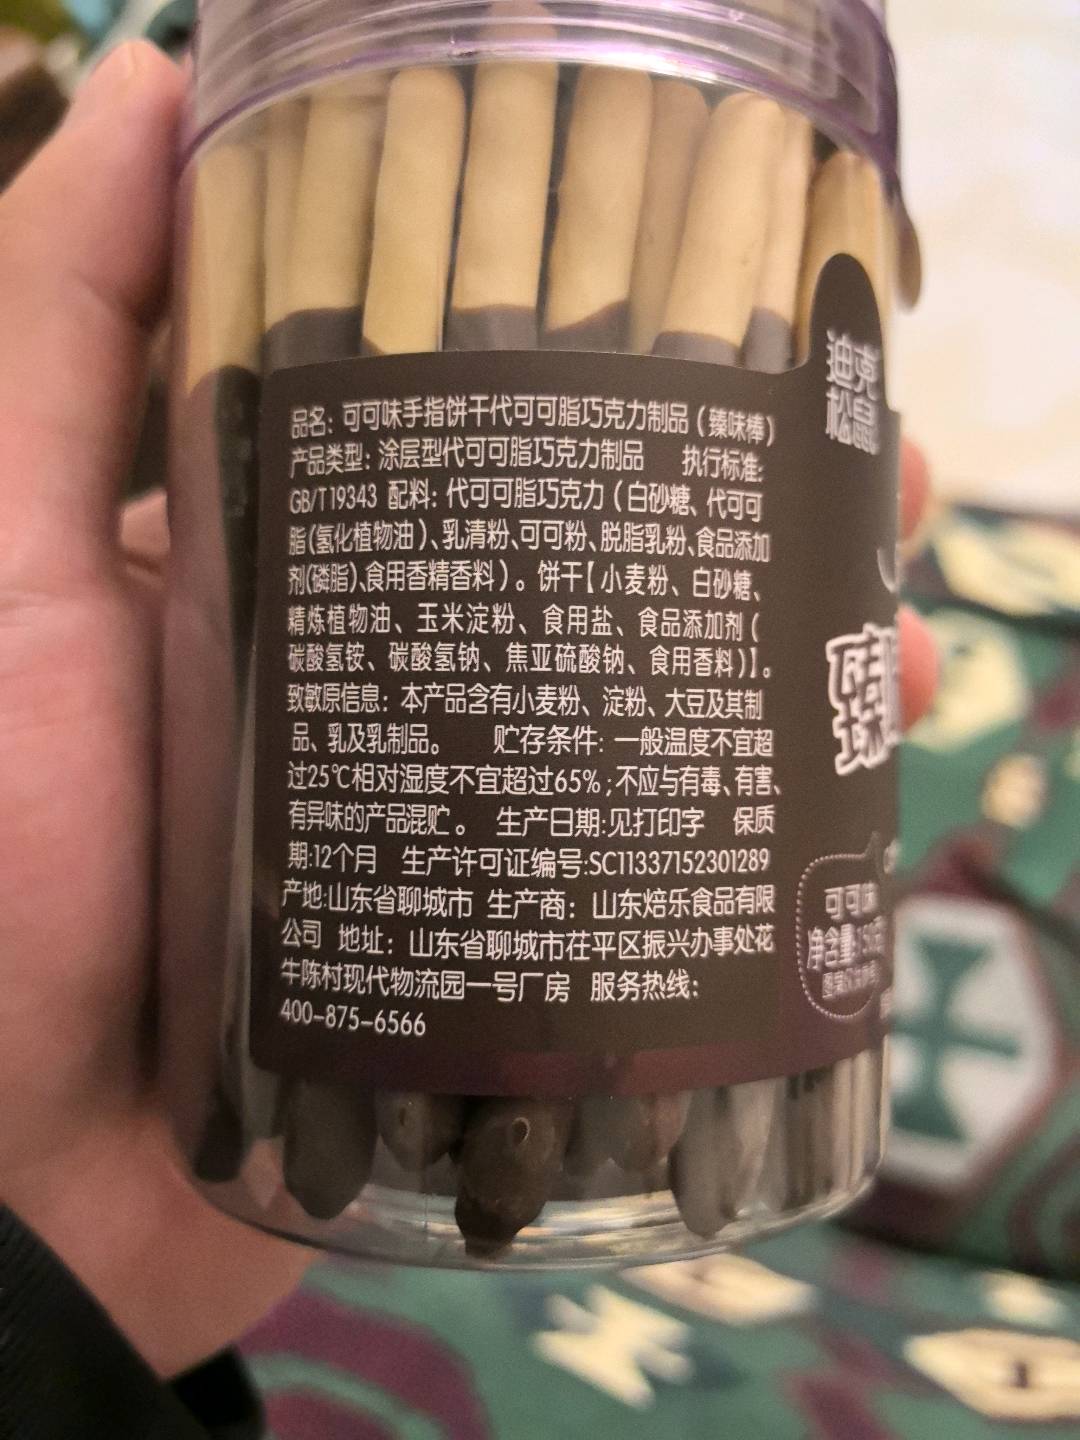 品名: 可可味手指饼干代可可脂巧克力制品(臻味棒)
产品类型: 涂层型代可可脂巧克力制品 执行标准:
GB/T19343 配料: 代可可脂巧克力(白砂糖、代可可
脂(氢化植物油)、乳清粉、可可粉、脱脂乳粉、食品添加
剂(磷脂)、食用香精香料)。饼干【小麦粉、白砂糖、
精炼植物油、玉米淀粉、食用盐、食品添加剂(
碳酸氢铵、碳酸氢钠、焦亚硫酸钠、食用香料)】。
致敏原信息: 本产品含有小麦粉、淀粉、大豆及其制
品、乳及乳制品。 贮存条件: 一般温度不宜超
过25℃相对湿度不宜超过65%;不应与有毒、有害、
有异味的产品混贮。 生产日期:见打印字 保质
期:12个月 生产许可证编号:SC11337152301289
产地:山东省聊城市 生产商: 山东焙乐食品有限
公司 地址: 山东省聊城市茌平区振兴办事处花
牛陈村现代物流园一号厂房 服务热线:
400-875-6566
迪克
松鼠
臻
可可味
净含量: